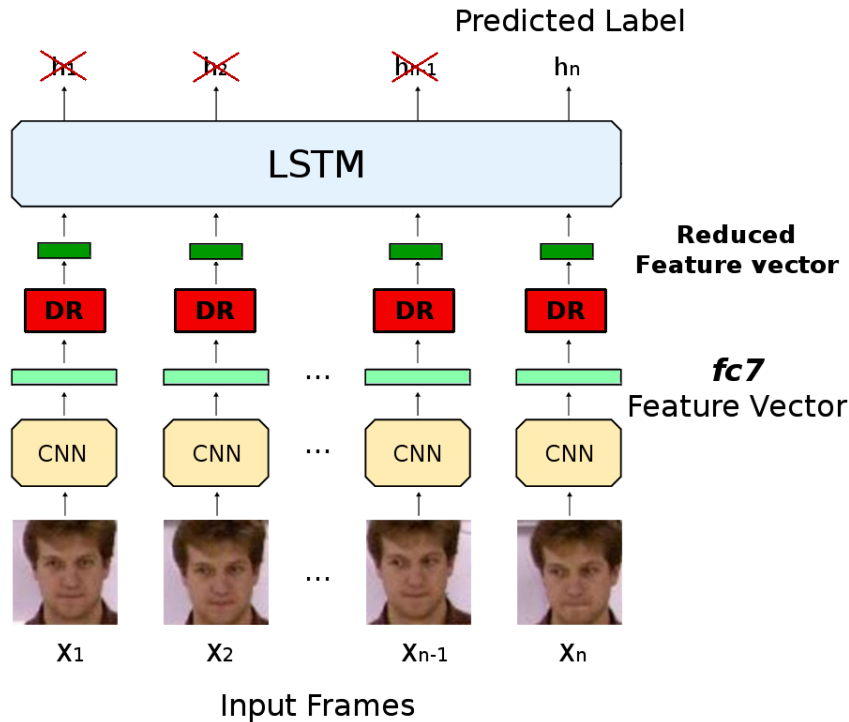 Predicted Label
h1 h2 hn-1 hn
LSTM
Reduced
Feature vector
DR DR DR DR
...
fc7
Feature Vector
CNN CNN ... CNN CNN
...
x1 x2 xn-1 xn
Input Frames